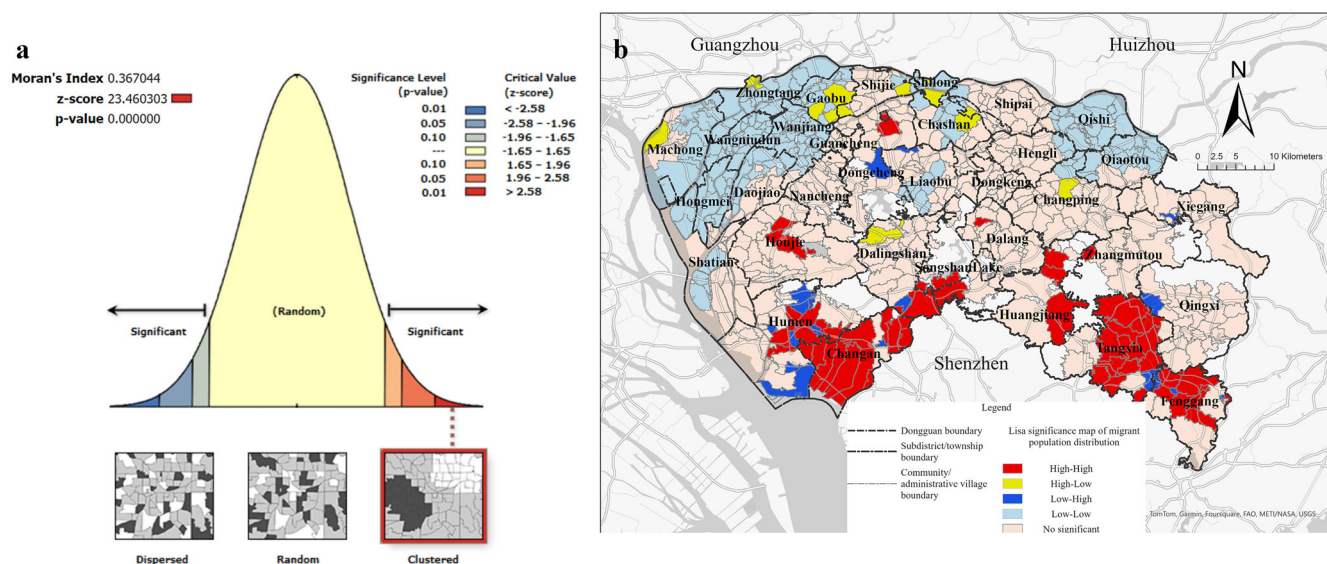 a
Moran's Index 0.367044
z-score 23.460303
p-value 0.000000
Significance Level
(p-value)
Critical Value
(z-score)
0.01 < -2.58
0.05 -2.58 – -1.96
0.10 -1.96 – -1.65
--- -1.65 – 1.65
0.10 1.65 – 1.96
0.05 1.96 – 2.58
0.01 > 2.58
(Random)
Significant
Significant
Dispersed
Random
Clustered
b
Guangzhou
Huizhou
N
Zhongtang
Gaobu
Shijie
Shilong
Shipai
Qishi
Machong
Wangniudun
Wanjiang
Guancheng
Chashan
Hengli
Qiaotou
0 2.5 5 10 Kilometers
Hongmei
Daojiao
Nancheng
Dongcheng
Liaobu
Dongkeng
Changping
Xiegang
Shatian
Houjie
Dalingshan
SongshanLake
Dalang
Zhangmutou
Humen
Changan
Huangjiang
Qingxi
Tangxia
Shenzhen
Fenggang
Legend
Dongguan boundary
Subdistrict/township
boundary
Community/
administrative village
boundary
Lisa significance map of migrant
population distribution
High-High
High-Low
Low-High
Low-Low
No significant
TomTom, Garmin, Foursquare, FAO, METI/NASA, USGS